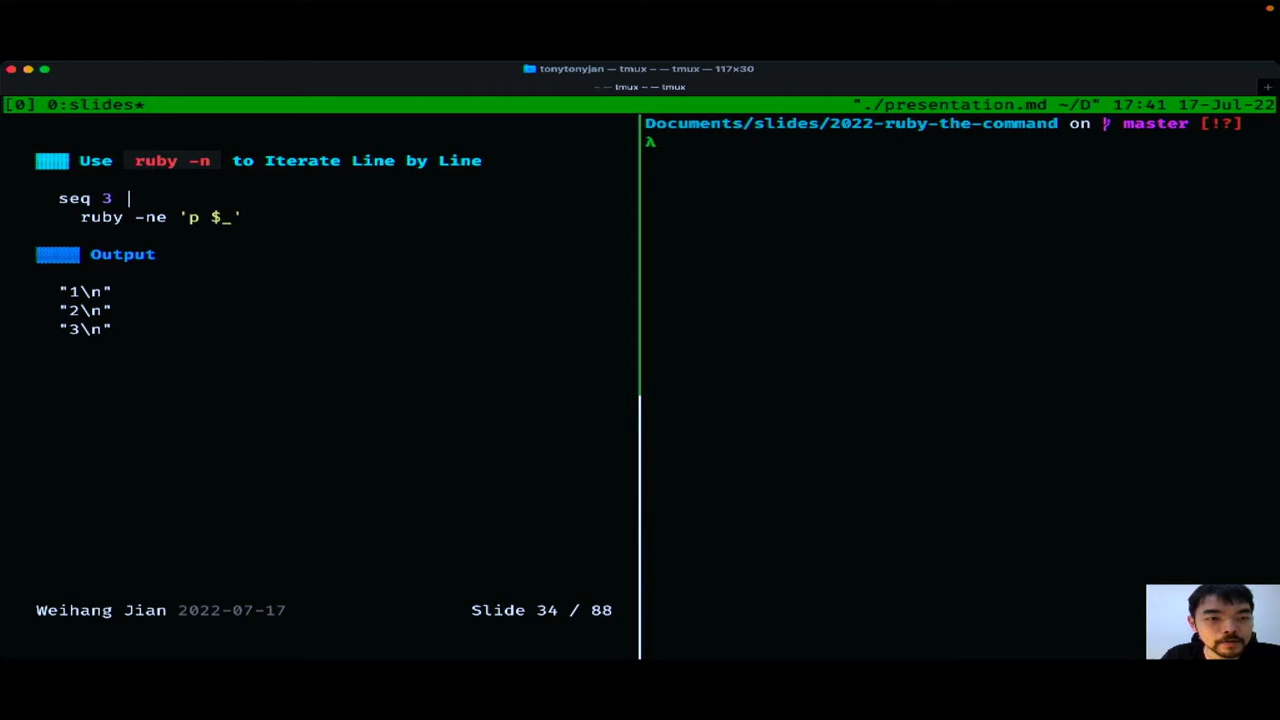 tonytonyjan — tmux - — tmux — 117×30
~ — tmux ~ — tmux
[0] 0:slides* "./presentation.md ~/D" 17:41 17-Jul-22
Use ruby -n to Iterate Line by Line
seq 3 |
ruby -ne 'p $_'
Output
"1\n"
"2\n"
"3\n"
Weihang Jian 2022-07-17 Slide 34 / 88
Documents/slides/2022-ruby-the-command on master [!?]
λ